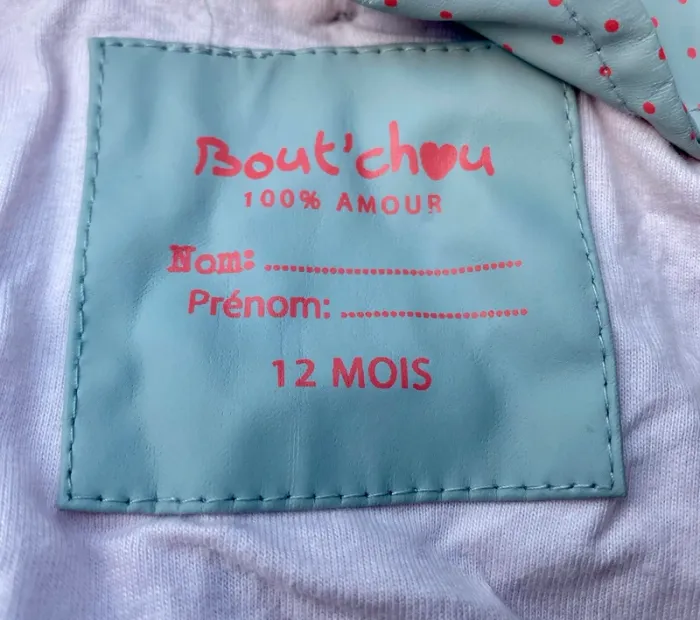 Bout'chou
100% AMOUR
Nom: ........................................
Prénom: ..............................
12 MOIS